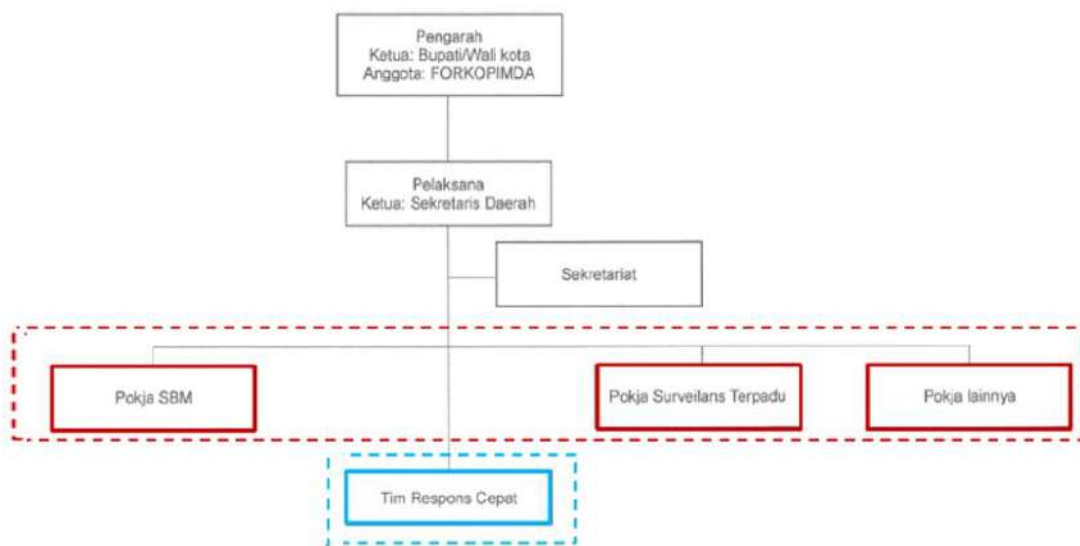 Pengarah
Ketua: Bupati/Wali kota
Anggota: FORKOPIMDA
Pelaksana
Ketua: Sekretaris Daerah
Sekretariat
Pokja SBM
Pokja Surveilans Terpadu
Pokja lainnya
Tim Respons Cepat